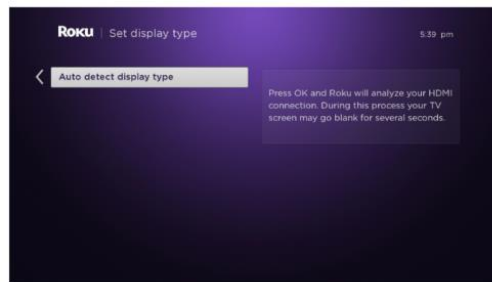 Roku | Set display type
5:39 pm
Auto detect display type
Press OK and Roku will analyze your HDMI
connection. During this process your TV
screen may go blank for several seconds.